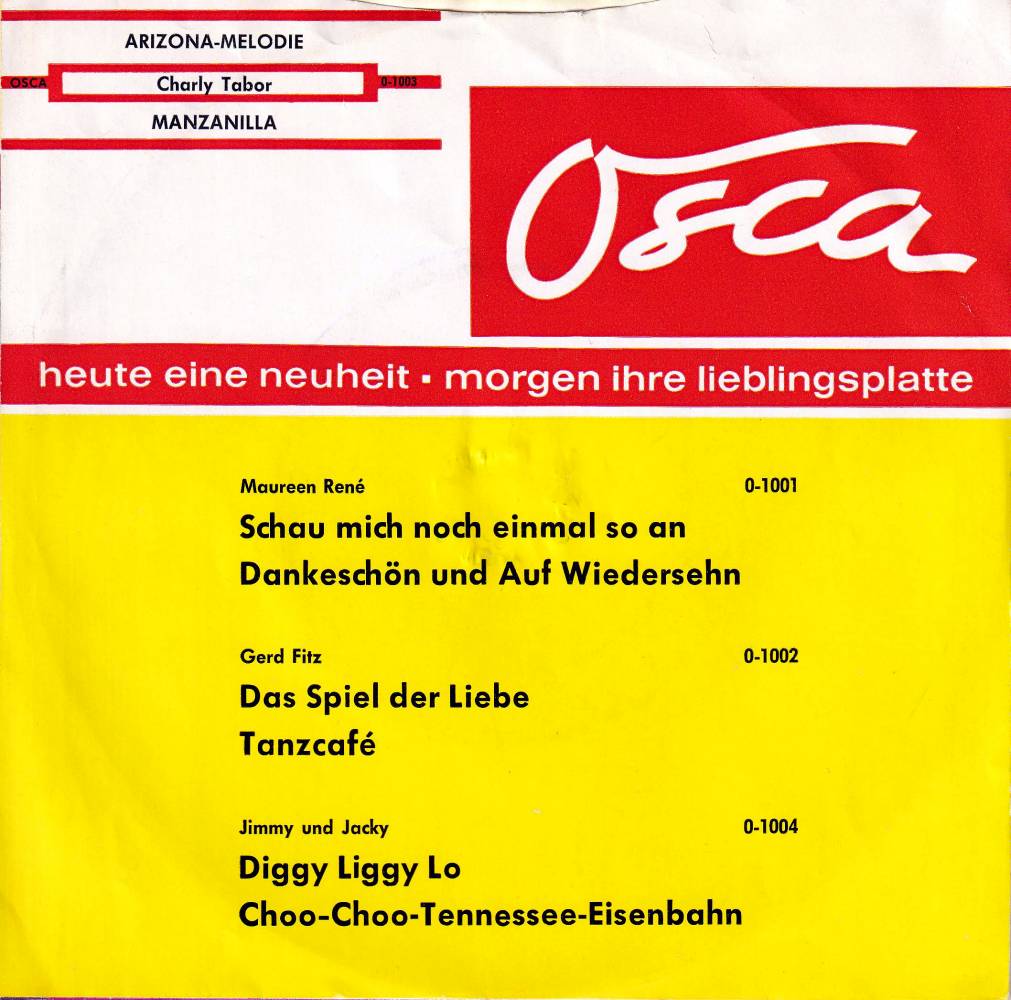 ARIZONA-MELODIE
OSCA Charly Tabor 0-1003
MANZANILLA
Osca
heute eine neuheit ▪ morgen ihre lieblingsplatte
Maureen René 0-1001
Schau mich noch einmal so an
Dankeschön und Auf Wiedersehn
Gerd Fitz 0-1002
Das Spiel der Liebe
Tanzcafé
Jimmy und Jacky 0-1004
Diggy Liggy Lo
Choo-Choo-Tennessee-Eisenbahn